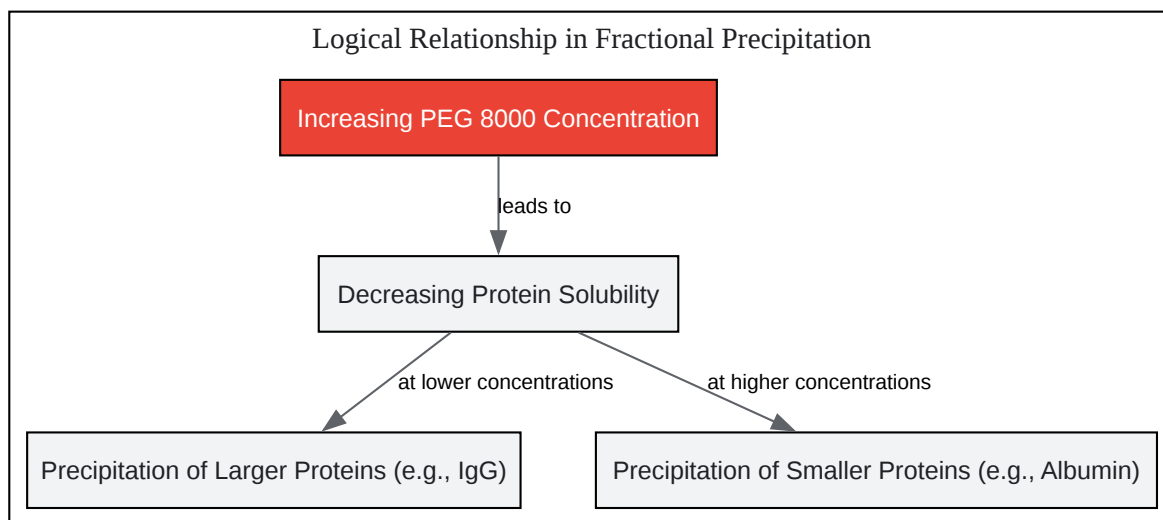 Logical Relationship in Fractional Precipitation
Increasing PEG 8000 Concentration
leads to
Decreasing Protein Solubility
at lower concentrations
at higher concentrations
Precipitation of Larger Proteins (e.g., IgG)
Precipitation of Smaller Proteins (e.g., Albumin)